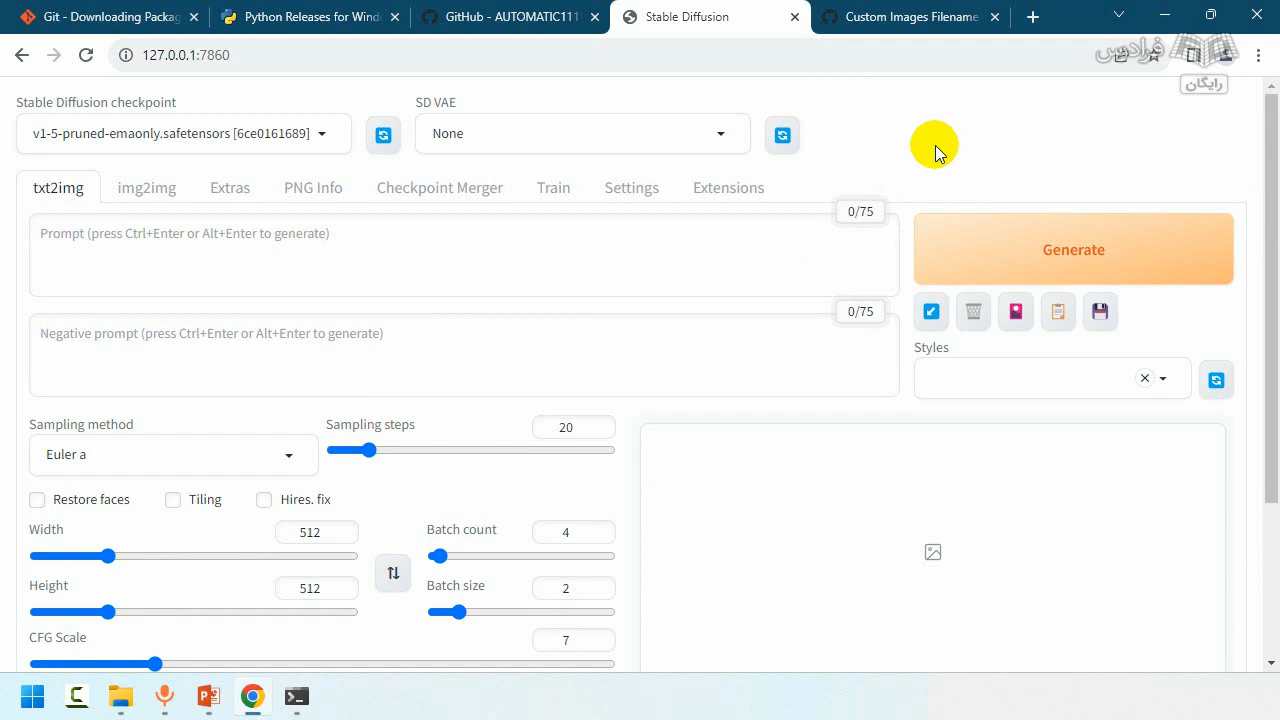 Git - Downloading Packag
Python Releases for Wind
GitHub - AUTOMATIC111
Stable Diffusion
Custom Images Filename
127.0.0.1:7860
فرادرس
رایگان
Stable Diffusion checkpoint
SD VAE
v1-5-pruned-emaonly.safetensors [6ce0161689]
None
txt2img
img2img
Extras
PNG Info
Checkpoint Merger
Train
Settings
Extensions
0/75
Prompt (press Ctrl+Enter or Alt+Enter to generate)
Generate
0/75
Negative prompt (press Ctrl+Enter or Alt+Enter to generate)
Styles
Sampling method
Sampling steps
20
Euler a
Restore faces
Tiling
Hires. fix
Width
512
Batch count
4
Height
512
Batch size
2
CFG Scale
7